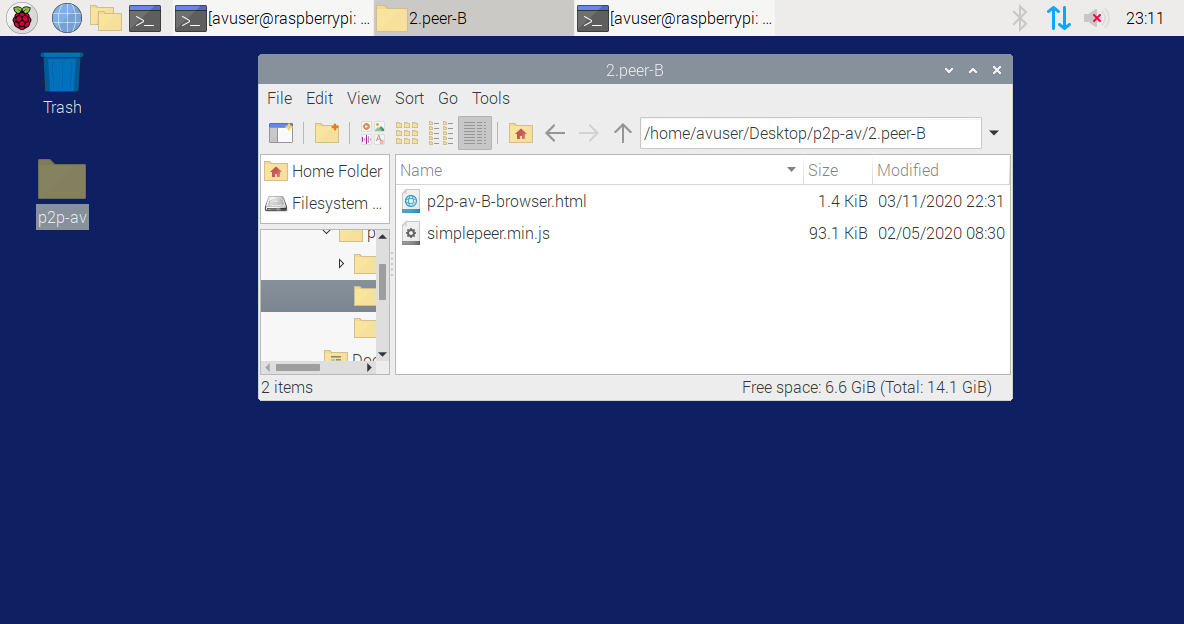 [avuser@raspberrypi: ... 2.peer-B [avuser@raspberrypi: ... 23:11
Trash
p2p-av
2.peer-B
File Edit View Sort Go Tools
/home/avuser/Desktop/p2p-av/2.peer-B
Home Folder
Filesystem ...
Name Size Modified
p2p-av-B-browser.html 1.4 KiB 03/11/2020 22:31
simplepeer.min.js 93.1 KiB 02/05/2020 08:30
2 items Free space: 6.6 GiB (Total: 14.1 GiB)